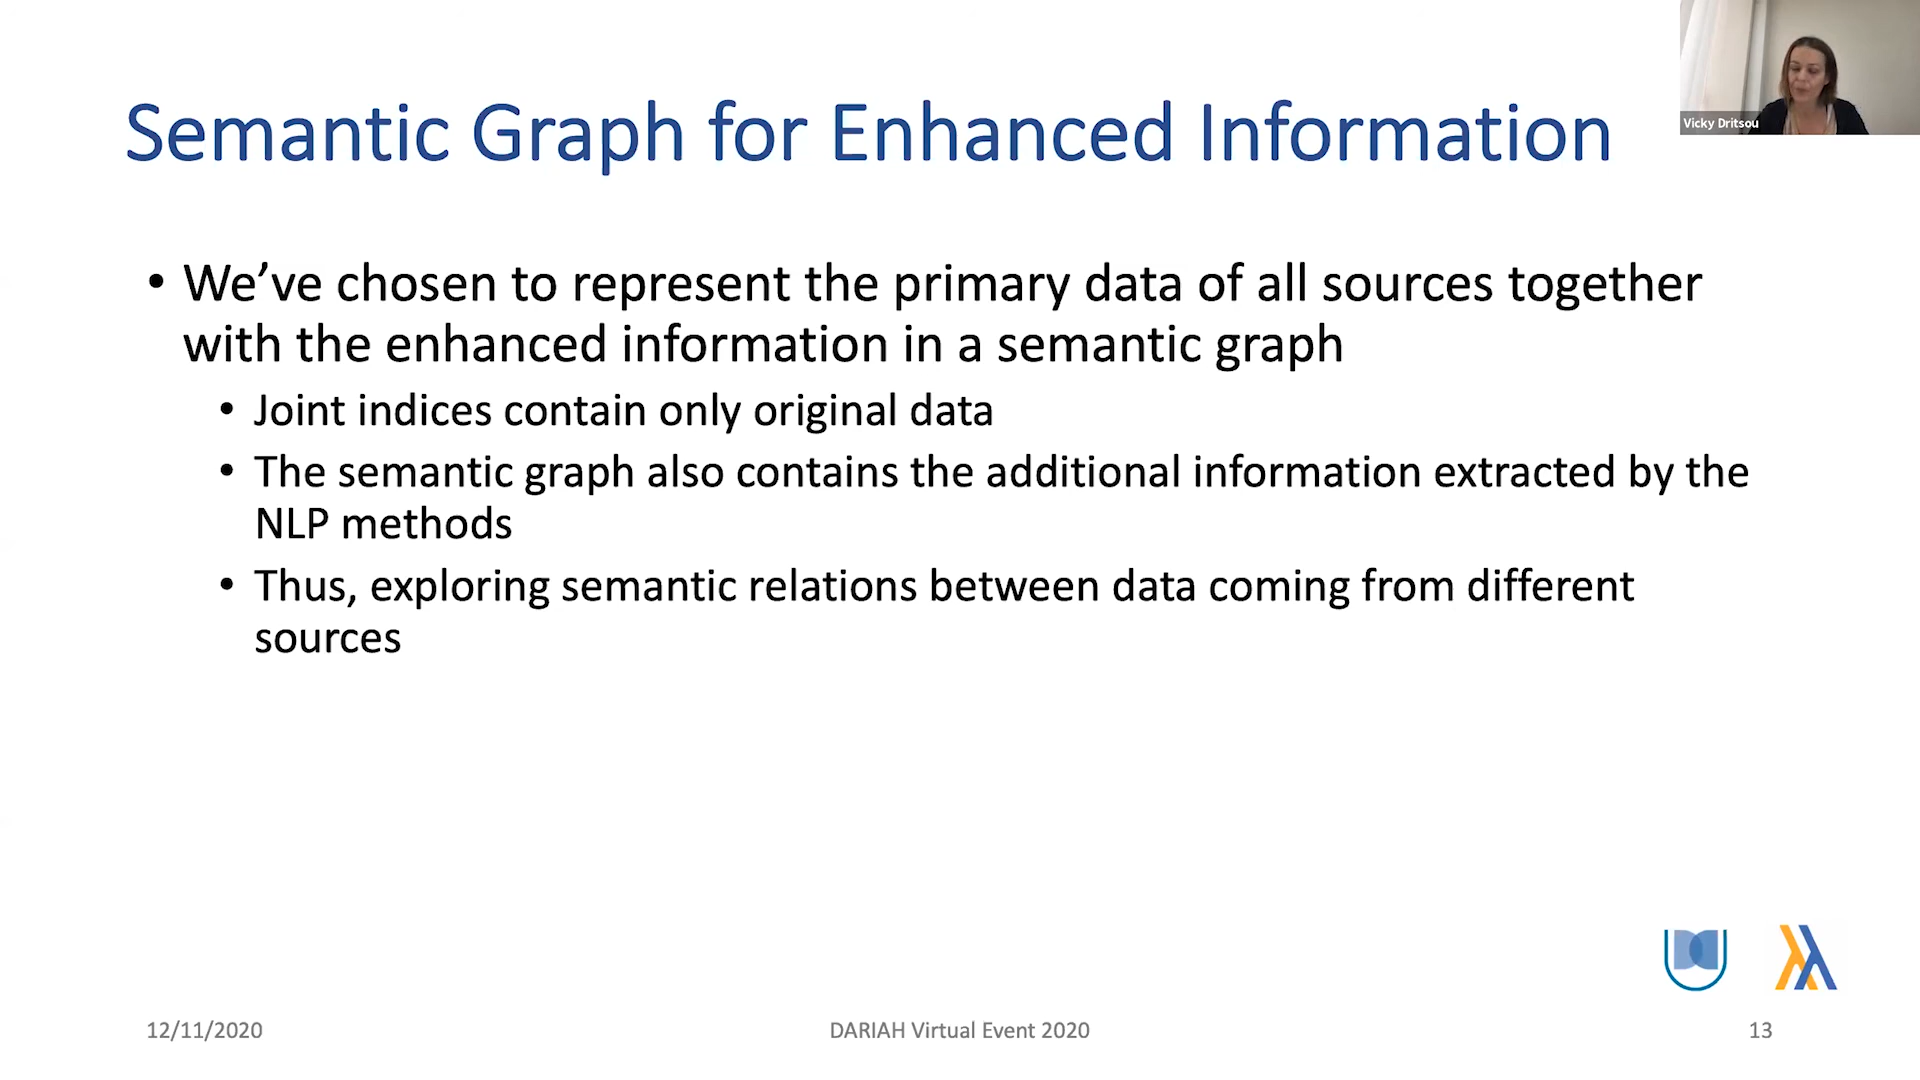 Vicky Dritsou
Semantic Graph for Enhanced Information
• We’ve chosen to represent the primary data of all sources together
with the enhanced information in a semantic graph
• Joint indices contain only original data
• The semantic graph also contains the additional information extracted by the
NLP methods
• Thus, exploring semantic relations between data coming from different
sources
12/11/2020
DARIAH Virtual Event 2020
13